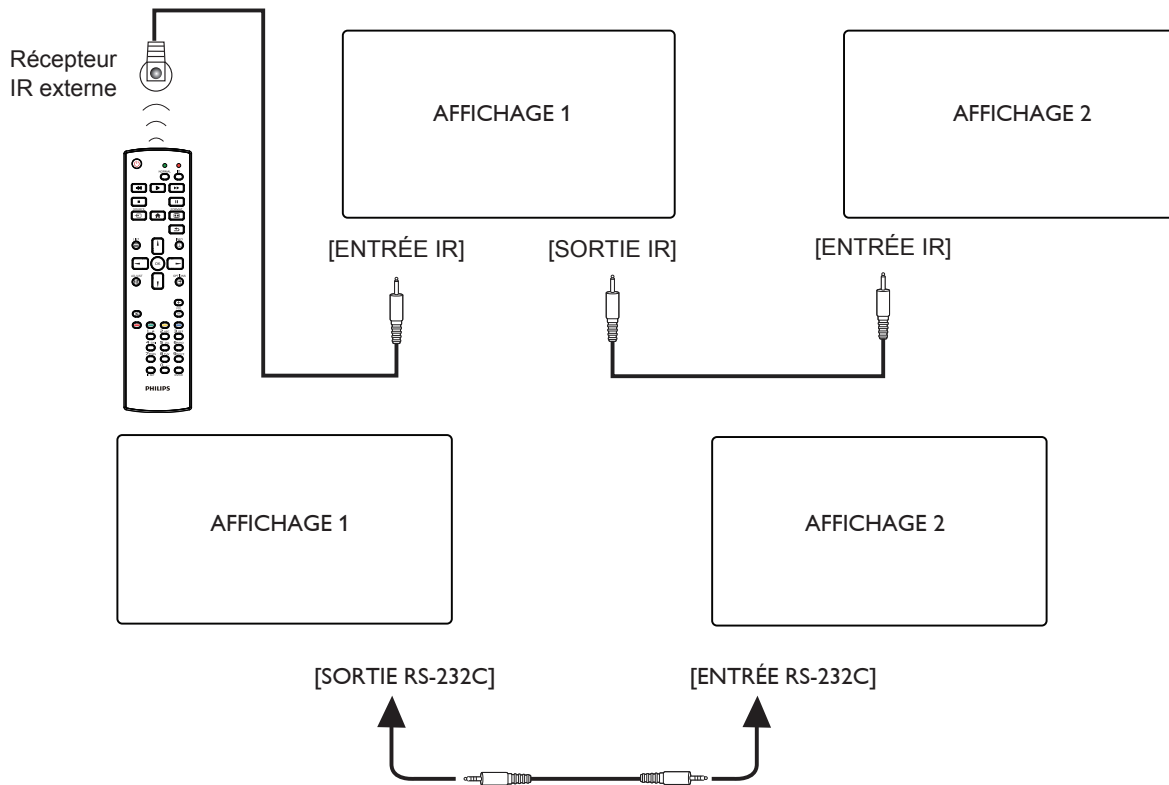 Récepteur
IR externe
AFFICHAGE 1
AFFICHAGE 2
[ENTRÉE IR]
[SORTIE IR]
[ENTRÉE IR]
PHILIPS
AFFICHAGE 1
AFFICHAGE 2
[SORTIE RS-232C]
[ENTRÉE RS-232C]